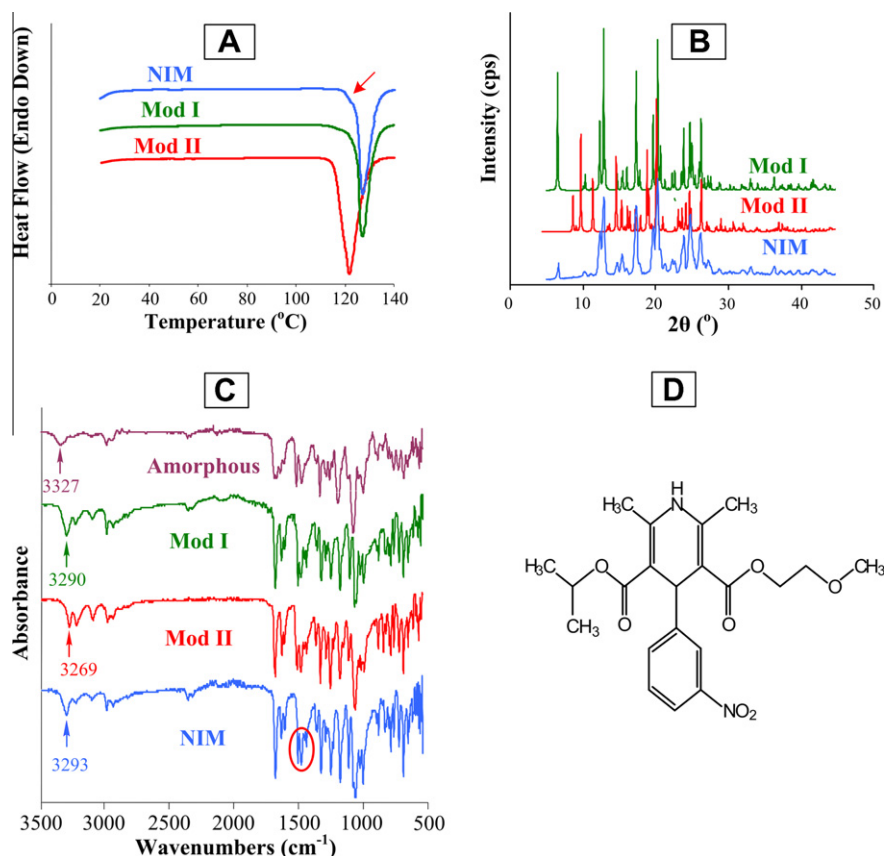 A
NIM
Mod I
Mod II
Heat Flow (Endo Down)
0 20 40 60 80 100 120 140
Temperature (°C)
B
Intensity (cps)
Mod I
Mod II
NIM
0 10 20 30 40 50
2θ (°)
C
Absorbance
Amorphous
3327
Mod I
3290
Mod II
3269
NIM
3293
3500 3000 2500 2000 1500 1000 500
Wavenumbers (cm⁻¹)
D
H
N
H₃C
CH₃
CH₃
O
O
O
CH₃
CH₃
O
O
NO₂